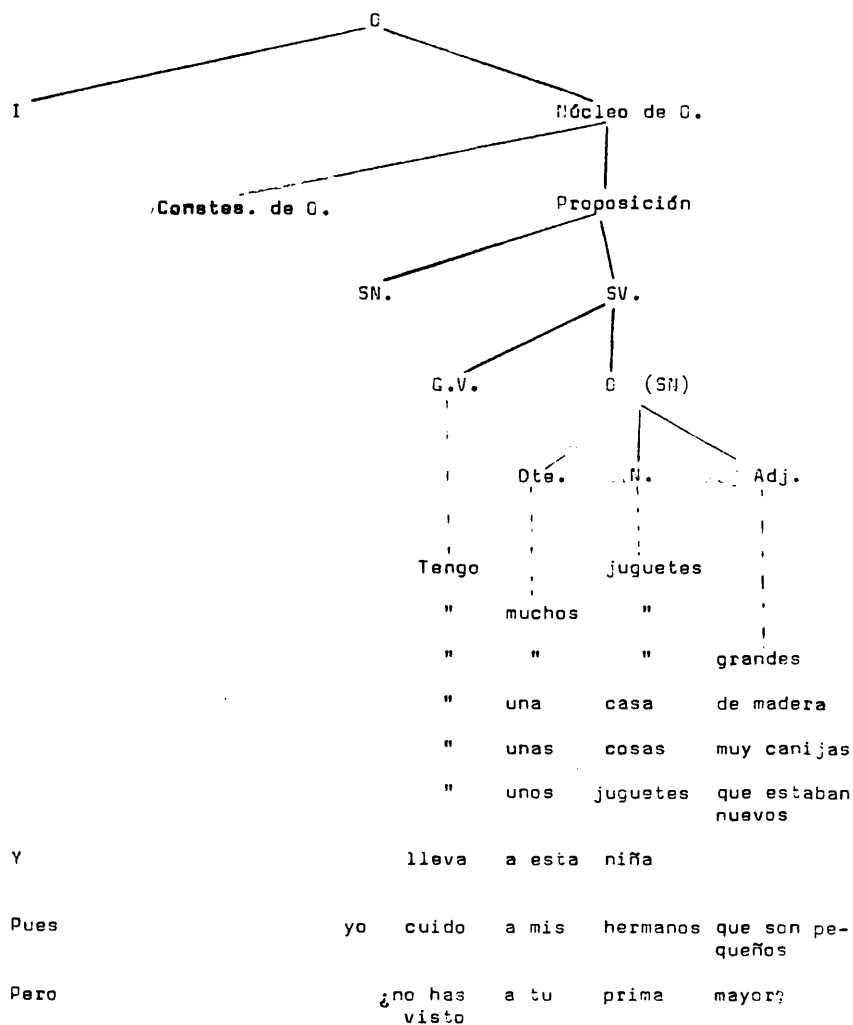 O
I Núcleo de O.
Constes. de O. Proposición
SN. SV.
G.V. O (SN)
Dte. N. Adj.
Tengo juguetes
" muchos "
" " " grandes
" una casa de madera
" unas cosas muy canijas
" unos juguetes que estaban
nuevos
Y lleva a esta niña
Pues yo cuido a mis hermanos que son pe-
queños
Pero ¿no has a tu prima mayor?
visto